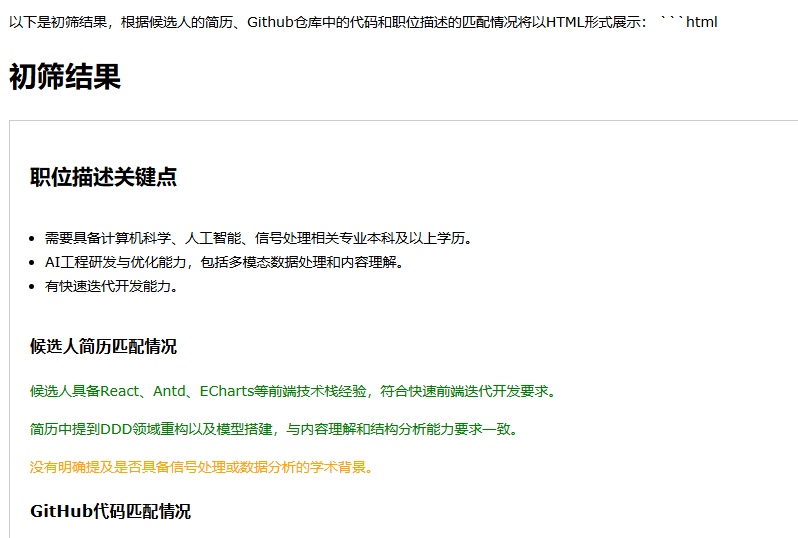 以下是初筛结果，根据候选人的简历、Github仓库中的代码和职位描述的匹配情况将以HTML形式展示： ```html
初筛结果
职位描述关键点
• 需要具备计算机科学、人工智能、信号处理相关专业本科及以上学历。
• AI工程研发与优化能力，包括多模态数据处理和内容理解。
• 有快速迭代开发能力。
候选人简历匹配情况
候选人具备React、Antd、ECharts等前端技术栈经验，符合快速前端迭代开发要求。
简历中提到DDD领域重构以及模型搭建，与内容理解和结构分析能力要求一致。
没有明确提及是否具备信号处理或数据分析的学术背景。
GitHub代码匹配情况